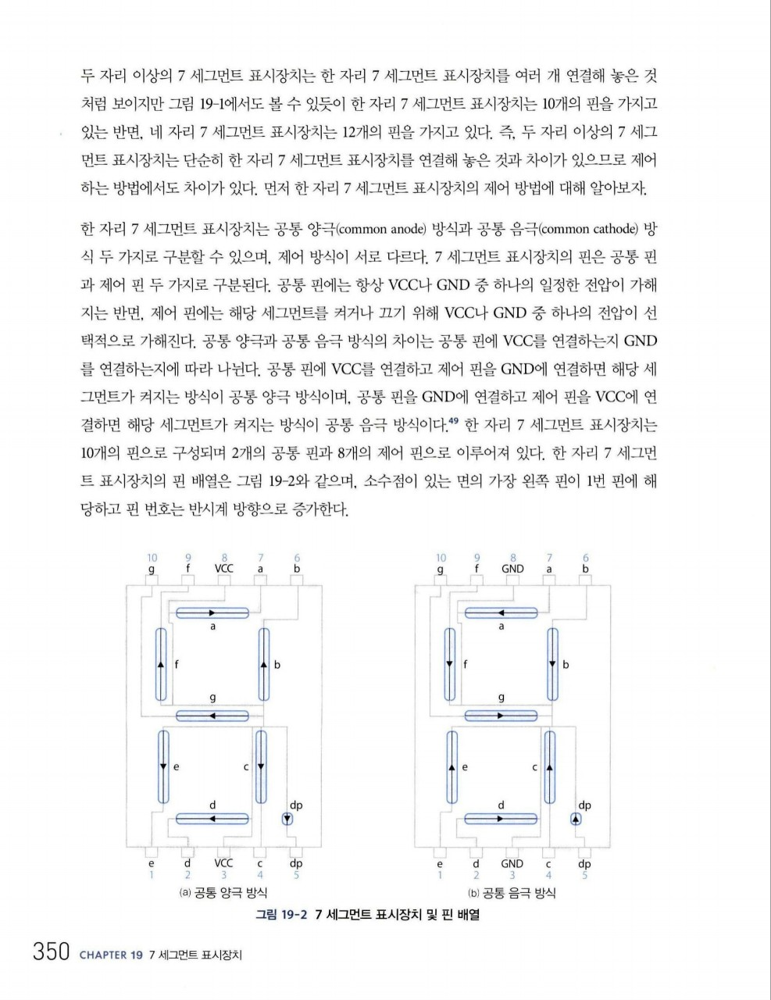 두 자리 이상의 7 세그먼트 표시장치는 한 자리 7 세그먼트 표시장치를 여러 개 연결해 놓은 것
처럼 보이지만 그림 19-1에서도 볼 수 있듯이 한 자리 7 세그먼트 표시장치는 10개의 핀을 가지고
있는 반면, 네 자리 7 세그먼트 표시장치는 12개의 핀을 가지고 있다. 즉, 두 자리 이상의 7 세그
먼트 표시장치는 단순히 한 자리 7 세그먼트 표시장치를 연결해 놓은 것과 차이가 있으므로 제어
하는 방법에서도 차이가 있다. 먼저 한 자리 7 세그먼트 표시장치의 제어 방법에 대해 알아보자.
한 자리 7 세그먼트 표시장치는 공통 양극(common anode) 방식과 공통 음극(common cathode) 방
식 두 가지로 구분할 수 있으며, 제어 방식이 서로 다르다. 7 세그먼트 표시장치의 핀은 공통 핀
과 제어 핀 두 가지로 구분된다. 공통 핀에는 항상 VCC나 GND 중 하나의 일정한 전압이 가해
지는 반면, 제어 핀에는 해당 세그먼트를 켜거나 끄기 위해 VCC나 GND 중 하나의 전압이 선
택적으로 가해진다. 공통 양극과 공통 음극 방식의 차이는 공통 핀에 VCC를 연결하는지 GND
를 연결하는지에 따라 나뉜다. 공통 핀에 VCC를 연결하고 제어 핀을 GND에 연결하면 해당 세
그먼트가 켜지는 방식이 공통 양극 방식이며, 공통 핀을 GND에 연결하고 제어 핀을 VCC에 연
결하면 해당 세그먼트가 켜지는 방식이 공통 음극 방식이다.49 한 자리 7 세그먼트 표시장치는
10개의 핀으로 구성되며 2개의 공통 핀과 8개의 제어 핀으로 이루어져 있다. 한 자리 7 세그먼
트 표시장치의 핀 배열은 그림 19-2와 같으며, 소수점이 있는 면의 가장 왼쪽 핀이 1번 핀에 해
당하고 핀 번호는 반시계 방향으로 증가한다.
10 9 8 7 6
g f VCC a b
a
f b
g
e c
d dp
e d VCC c dp
1 2 3 4 5
(a) 공통 양극 방식
10 9 8 7 6
g f GND a b
a
f b
g
e c
d dp
e d GND c dp
1 2 3 4 5
(b) 공통 음극 방식
그림 19-2 7 세그먼트 표시장치 및 핀 배열
350 CHAPTER 19 7 세그먼트 표시장치